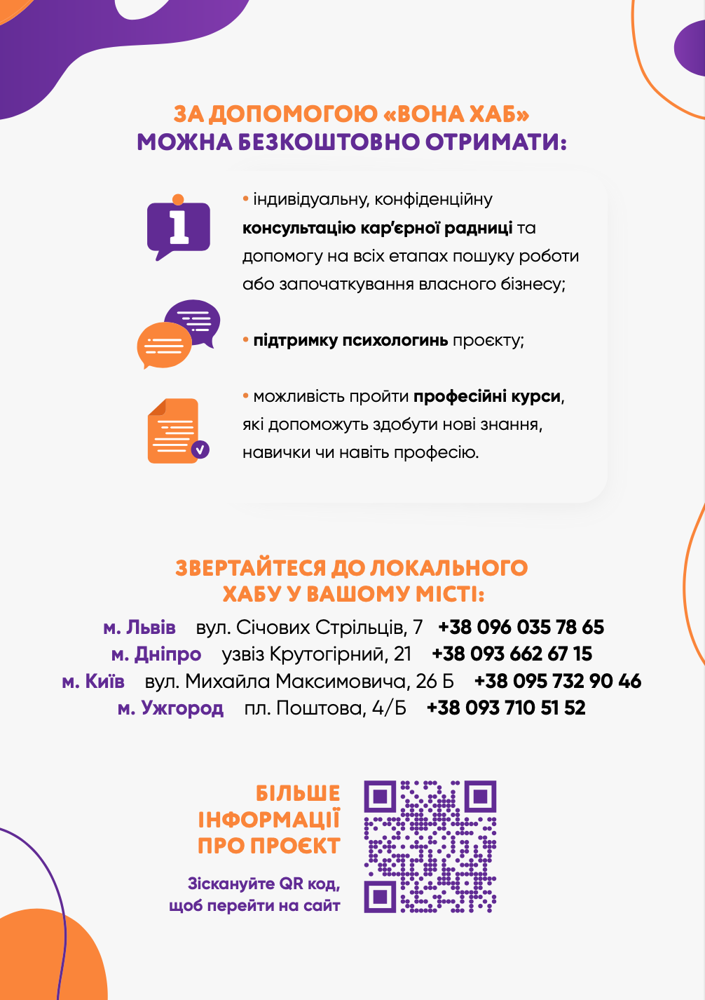 ЗА ДОПОМОГОЮ «ВОНА ХАБ»
МОЖНА БЕЗКОШТОВНО ОТРИМАТИ:
• індивідуальну, конфіденційну
консультацію кар’єрної радниці та
допомогу на всіх етапах пошуку роботи
або започаткування власного бізнесу;
• підтримку психологинь проєкту;
• можливість пройти професійні курси,
які допоможуть здобути нові знання,
навички чи навіть професію.
ЗВЕРТАЙТЕСЯ ДО ЛОКАЛЬНОГО
ХАБУ У ВАШОМУ МІСТІ:
м. Львів вул. Січових Стрільців, 7 +38 096 035 78 65
м. Дніпро узвіз Крутогірний, 21 +38 093 662 67 15
м. Київ вул. Михайла Максимовича, 26 Б +38 095 732 90 46
м. Ужгород пл. Поштова, 4/Б +38 093 710 51 52
БІЛЬШЕ
ІНФОРМАЦІЇ
ПРО ПРОЄКТ
Зіскануйте QR код,
щоб перейти на сайт